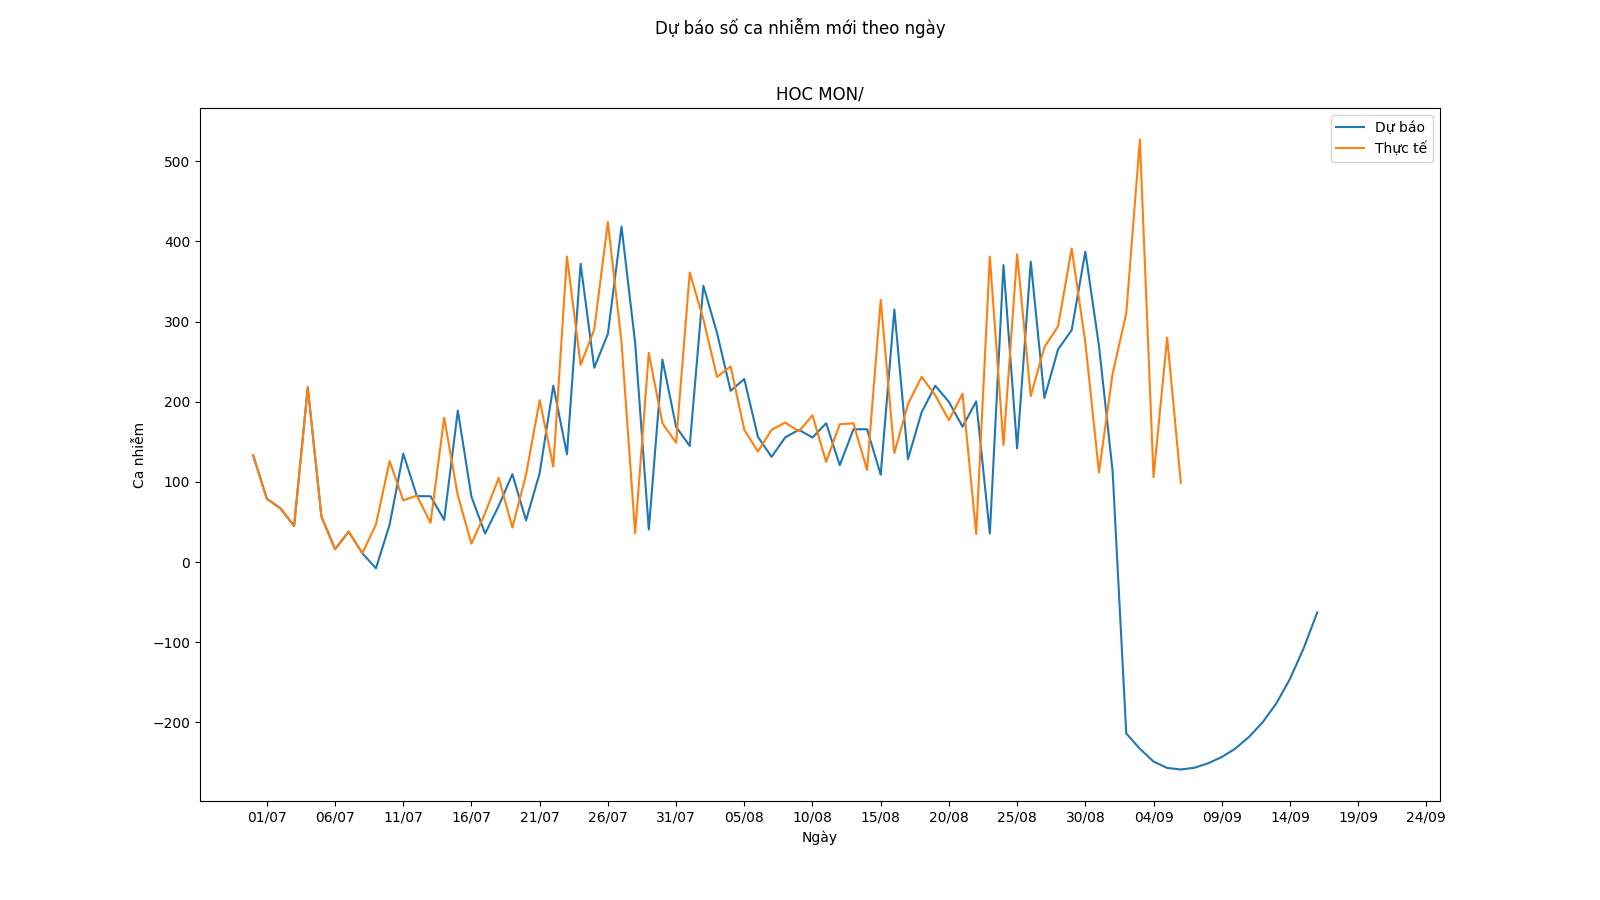 Dự báo số ca nhiễm mới theo ngày
HOC MON/
Dự báo
Thực tế
500
400
300
200
100
0
−100
−200
Ca nhiễm
01/07 06/07 11/07 16/07 21/07 26/07 31/07 05/08 10/08 15/08 20/08 25/08 30/08 04/09 09/09 14/09 19/09 24/09
Ngày